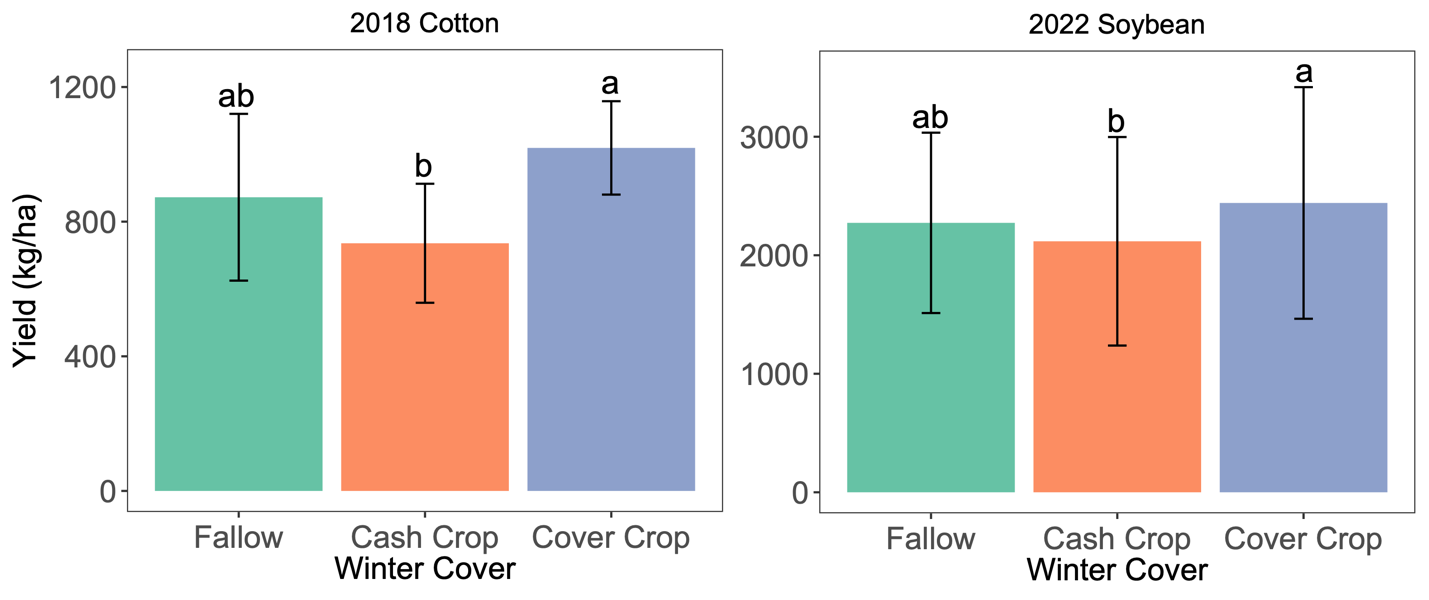 2018 Cotton
Yield (kg/ha)
1200
800
400
0
ab
b
a
Fallow
Cash Crop
Cover Crop
Winter Cover
2022 Soybean
3000
2000
1000
0
ab
b
a
Fallow
Cash Crop
Cover Crop
Winter Cover